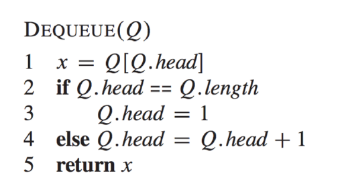 DEQUEUE(Q)
1 x = Q[Q.head]
2 if Q.head == Q.length
3 Q.head = 1
4 else Q.head = Q.head + 1
5 return x